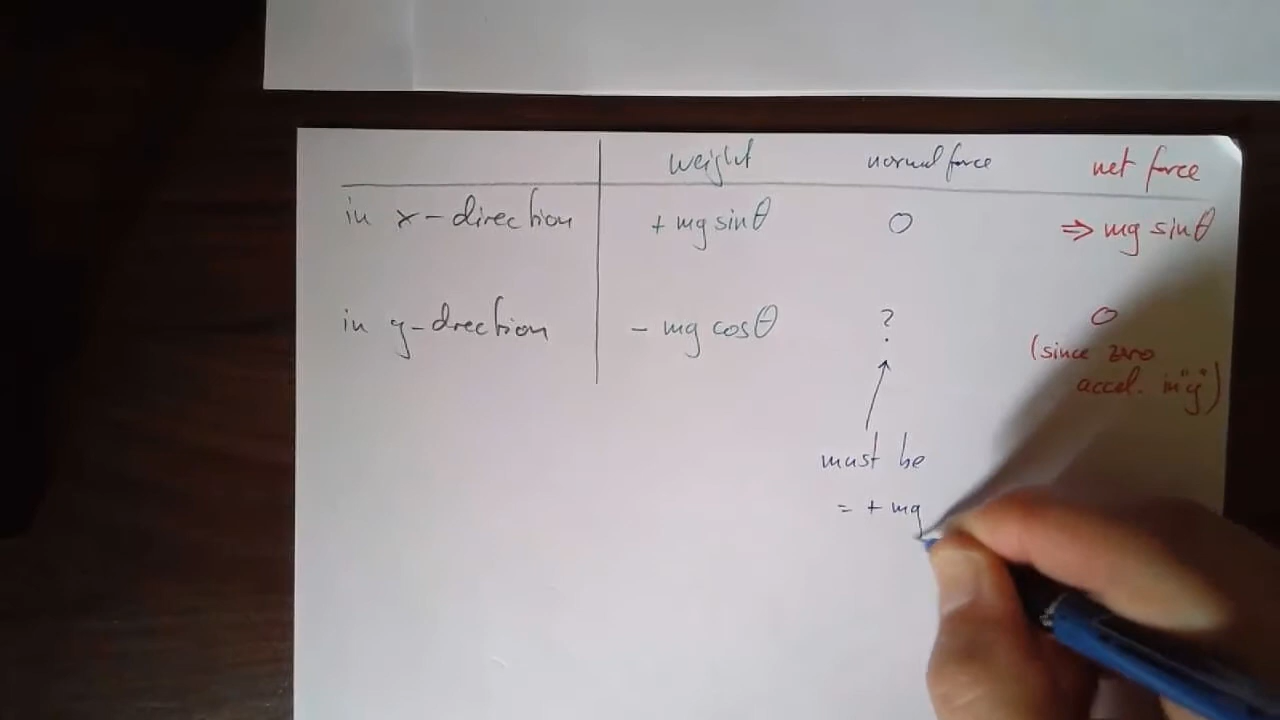 weight normal force net force
in x-direction + mg sinθ 0 ⇒ mg sinθ
in y-drection - mg cosθ ? 0
(since zero
accel. in "y")
must be
= + mg